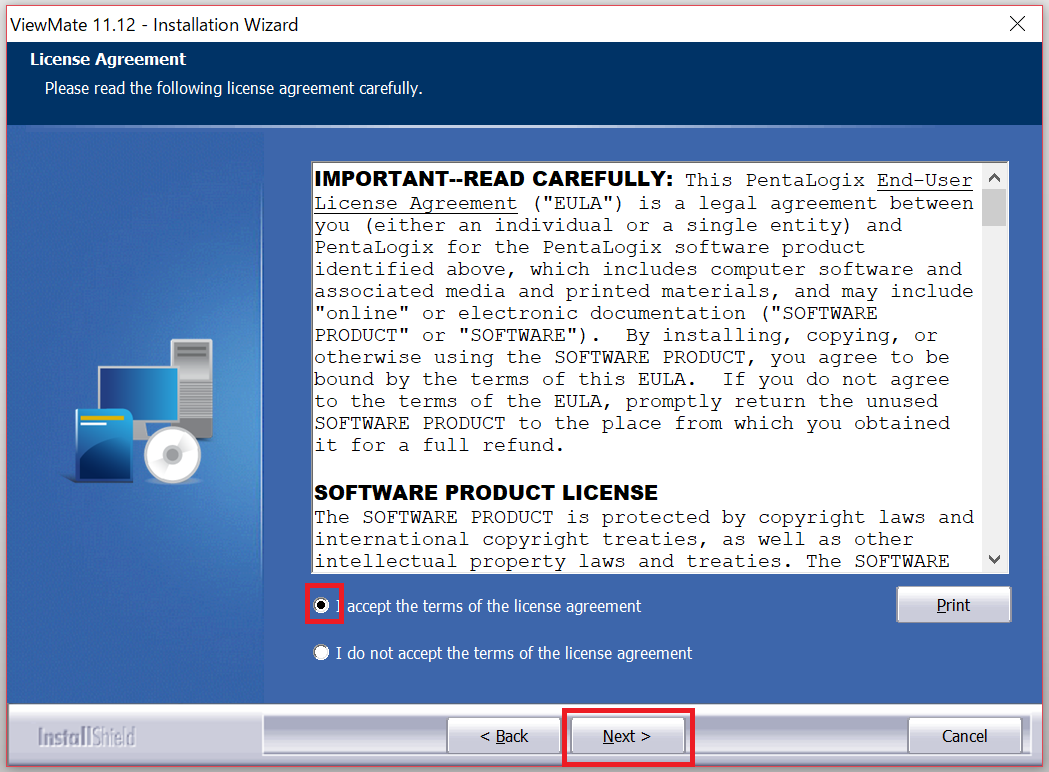 ViewMate 11.12 - Installation Wizard
License Agreement
Please read the following license agreement carefully.
IMPORTANT--READ CAREFULLY: This PentaLogix End-User
License Agreement ("EULA") is a legal agreement between
you (either an individual or a single entity) and
PentaLogix for the PentaLogix software product
identified above, which includes computer software and
associated media and printed materials, and may include
"online" or electronic documentation ("SOFTWARE
PRODUCT" or "SOFTWARE").  By installing, copying, or
otherwise using the SOFTWARE PRODUCT, you agree to be
bound by the terms of this EULA.  If you do not agree
to the terms of the EULA, promptly return the unused
SOFTWARE PRODUCT to the place from which you obtained
it for a full refund.
SOFTWARE PRODUCT LICENSE
The SOFTWARE PRODUCT is protected by copyright laws and
international copyright treaties, as well as other
intellectual property laws and treaties. The SOFTWARE
I accept the terms of the license agreement
Print
I do not accept the terms of the license agreement
InstallShield
< Back
Next >
Cancel